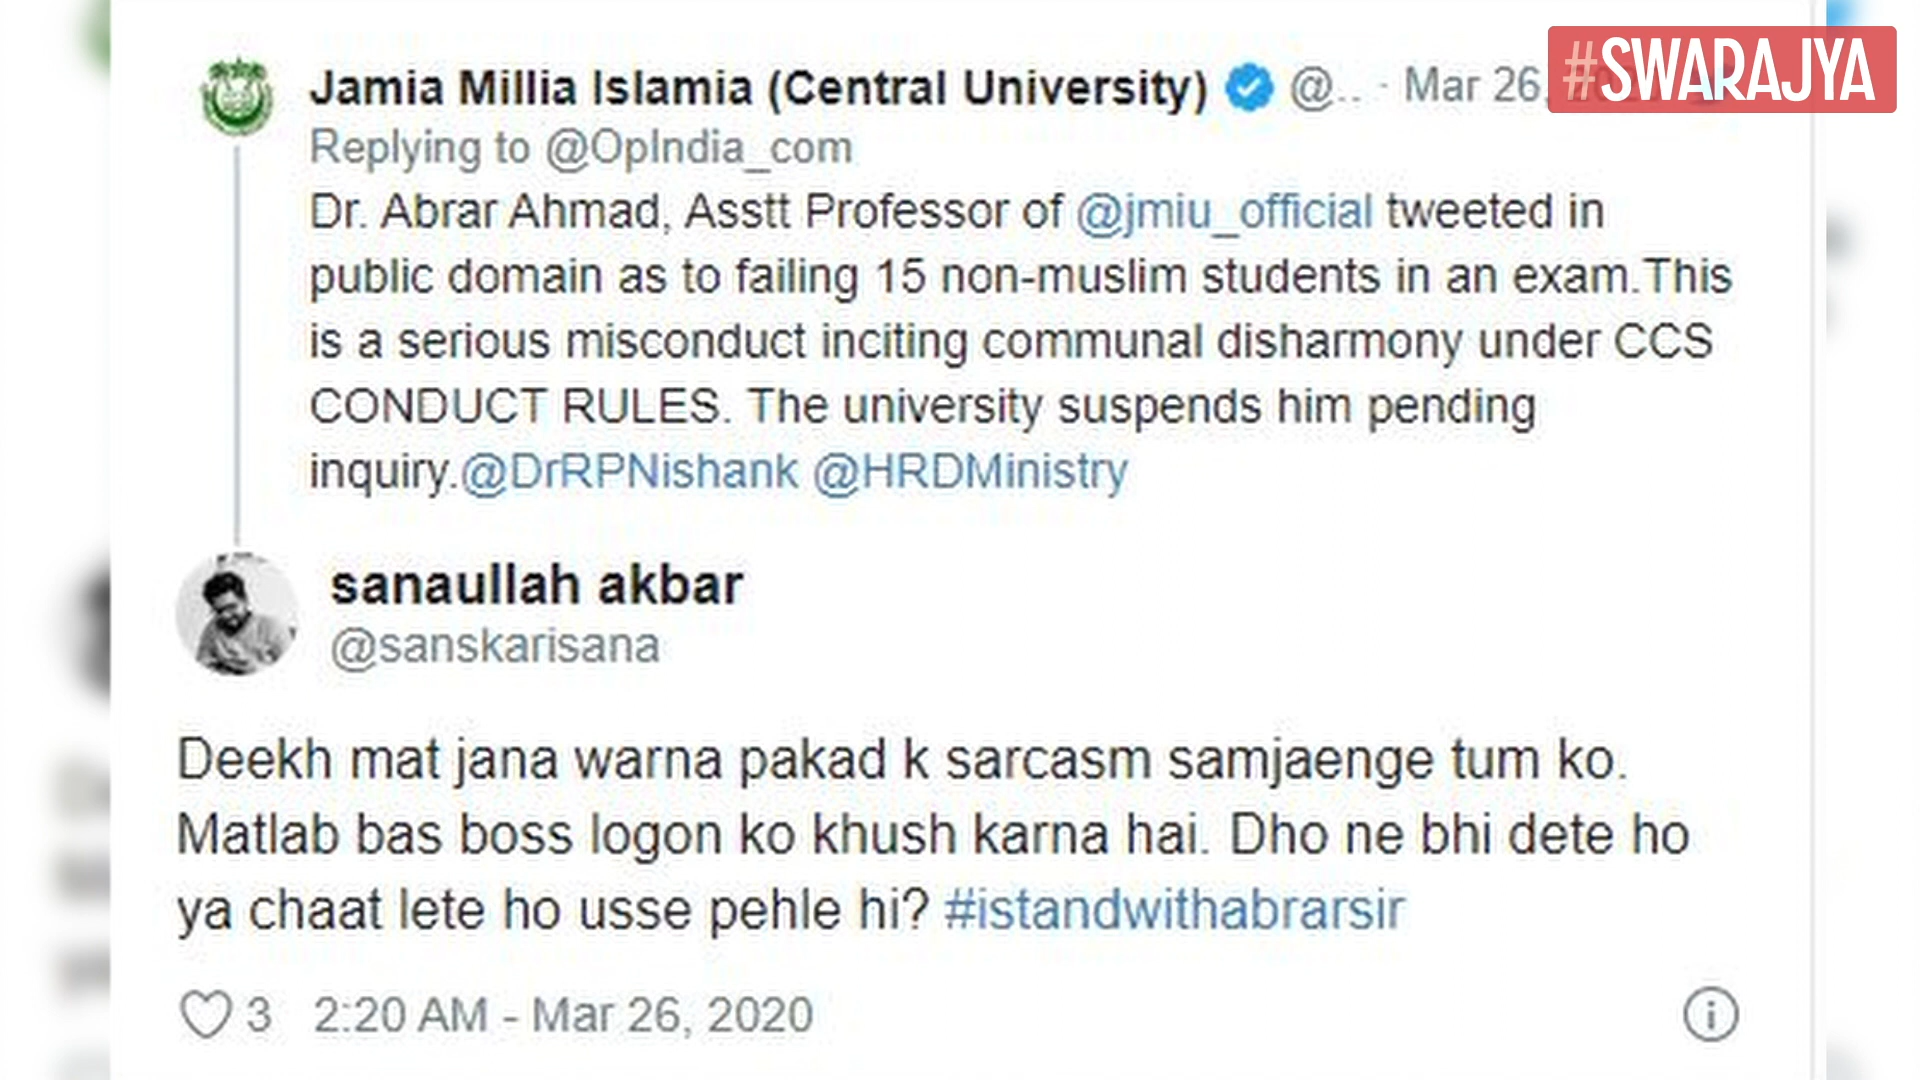 #SWARAJYA
Jamia Millia Islamia (Central University) @.. · Mar 26,
Replying to @OpIndia_com
Dr. Abrar Ahmad, Asstt Professor of @jmiu_official tweeted in
public domain as to failing 15 non-muslim students in an exam.This
is a serious misconduct inciting communal disharmony under CCS
CONDUCT RULES. The university suspends him pending
inquiry.@DrRPNishank @HRDMinistry
sanaullah akbar
@sanskarisana
Deekh mat jana warna pakad k sarcasm samjaenge tum ko.
Matlab bas boss logon ko khush karna hai. Dho ne bhi dete ho
ya chaat lete ho usse pehle hi? #istandwithabrarsir
3 2:20 AM - Mar 26, 2020